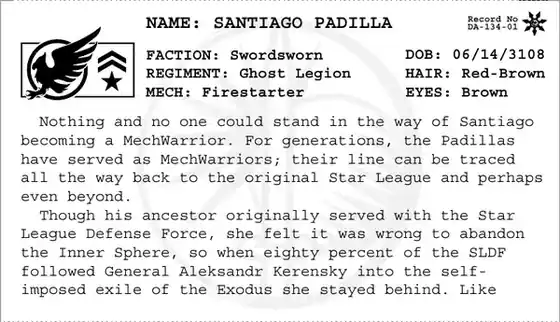 NAME: SANTIAGO PADILLA
Record No
DA-134-01
FACTION: Swordsworn
DOB: 06/14/3108
REGIMENT: Ghost Legion
HAIR: Red-Brown
MECH: Firestarter
EYES: Brown
Nothing and no one could stand in the way of Santiago
becoming a MechWarrior. For generations, the Padillas
have served as MechWarriors; their line can be traced
all the way back to the original Star League and perhaps
even beyond.
Though his ancestor originally served with the Star
League Defense Force, she felt it was wrong to abandon
the Inner Sphere, so when eighty percent of the SLDF
followed General Aleksandr Kerensky into the self-
imposed exile of the Exodus she stayed behind. Like